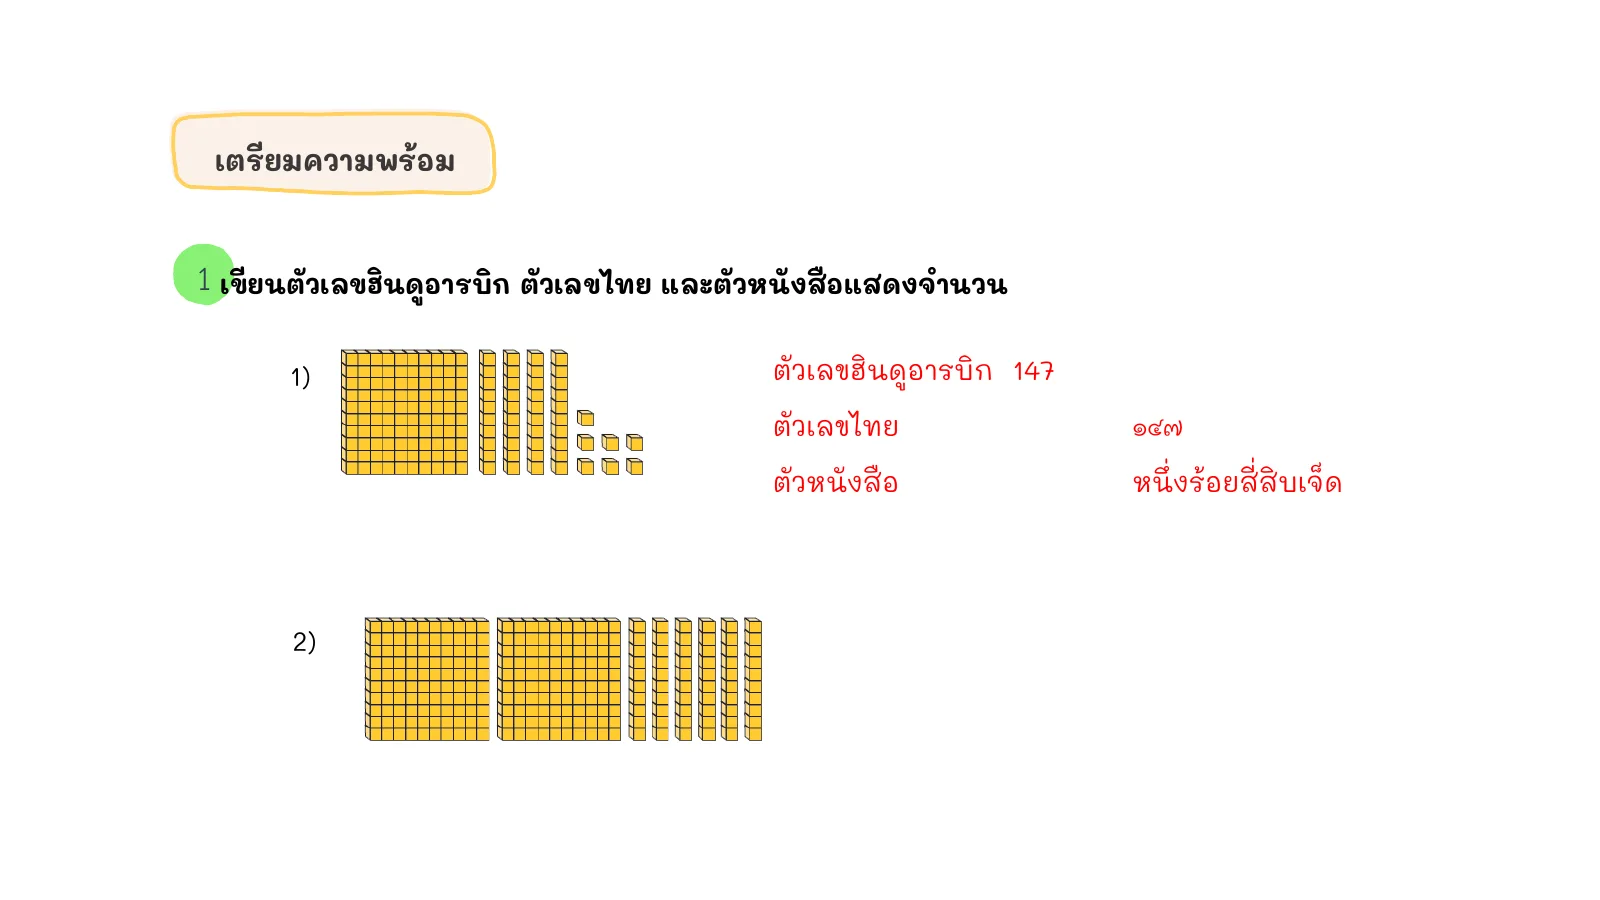 เตรียมความพร้อม
1 เขียนตัวเลขฮินดูอารบิก ตัวเลขไทย และตัวหนังสือแสดงจำนวน
1)
ตัวเลขฮินดูอารบิก 147
ตัวเลขไทย ๑๔๗
ตัวหนังสือ หนึ่งร้อยสี่สิบเจ็ด
2)